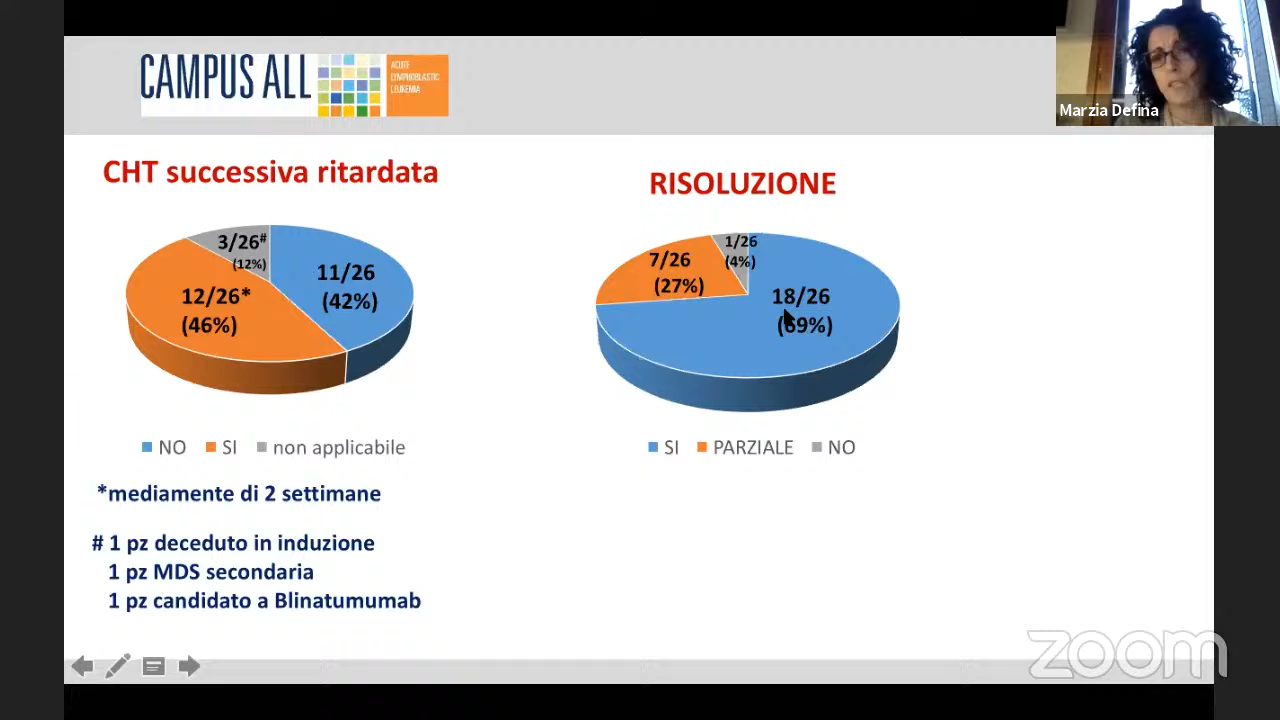 CAMPUS ALL
ACUTE
LYMPHOBLASTIC
LEUKEMIA
Marzia Defina
CHT successiva ritardata
3/26#
(12%)
11/26
(42%)
12/26*
(46%)
NO SI non applicabile
*mediamente di 2 settimane
# 1 pz deceduto in induzione
1 pz MDS secondaria
1 pz candidato a Blinatumumab
RISOLUZIONE
1/26
(4%)
7/26
(27%)
18/26
(69%)
SI PARZIALE NO
zoom